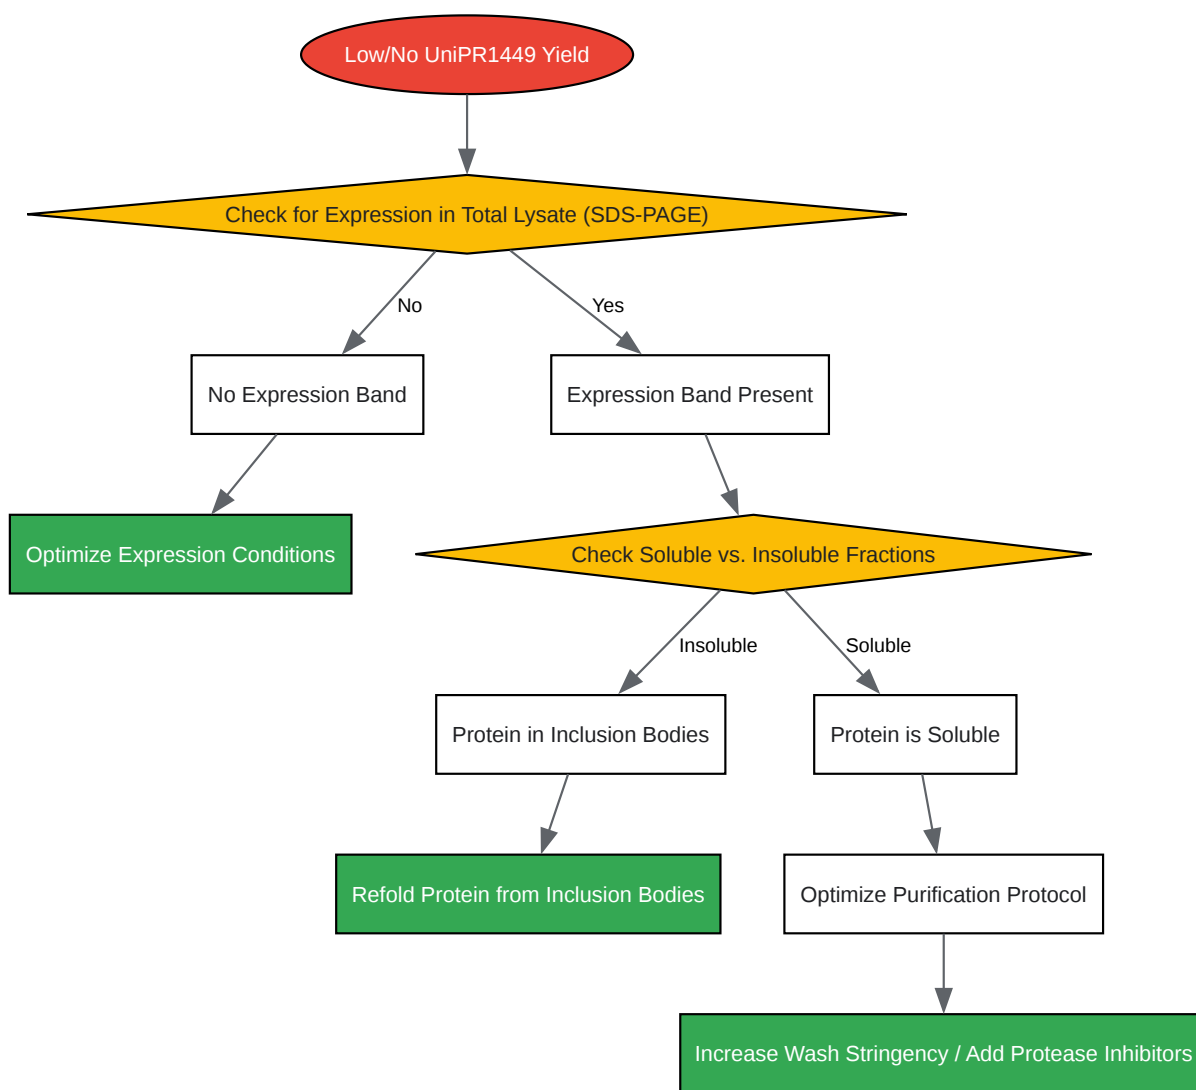 Low/No UniPR1449 Yield
Check for Expression in Total Lysate (SDS-PAGE)
No
Yes
No Expression Band
Expression Band Present
Optimize Expression Conditions
Check Soluble vs. Insoluble Fractions
Insoluble
Soluble
Protein in Inclusion Bodies
Protein is Soluble
Refold Protein from Inclusion Bodies
Optimize Purification Protocol
Increase Wash Stringency / Add Protease Inhibitors